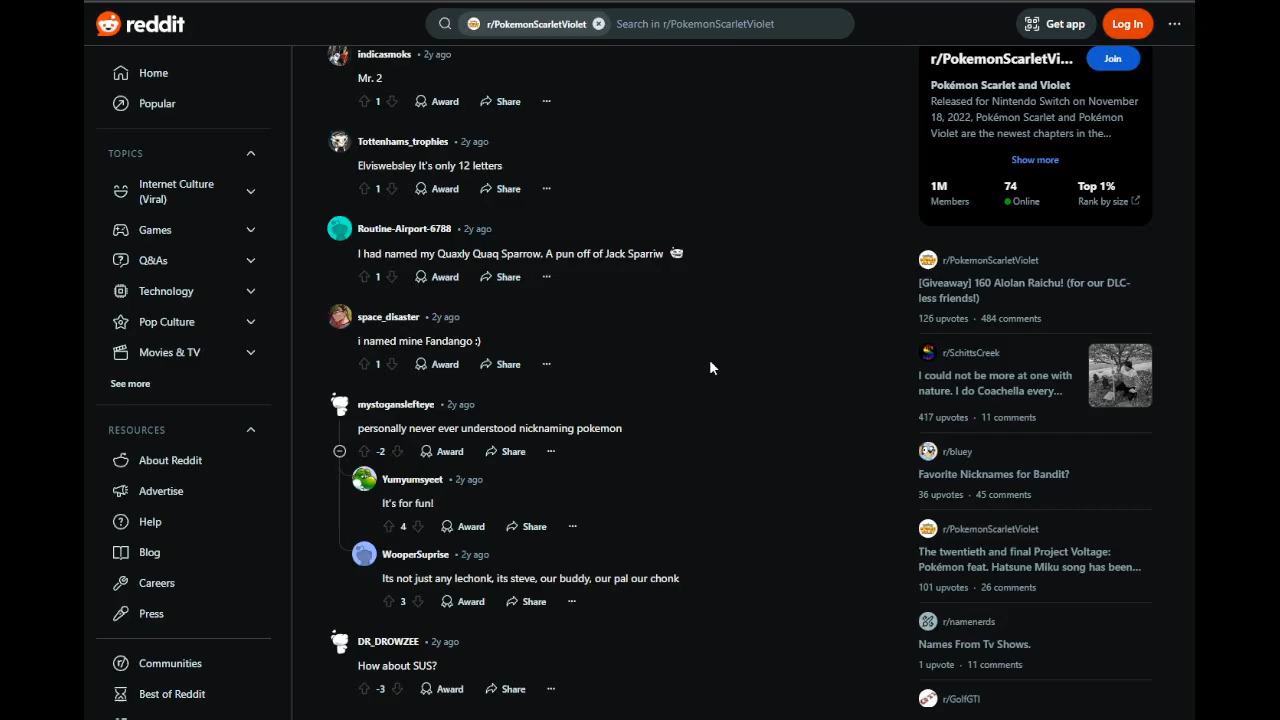 reddit
r/PokemonScarletViolet
Search in r/PokemonScarletViolet
Get app
Log In
Home
Popular
TOPICS
Internet Culture
(Viral)
Games
Q&As
Technology
Pop Culture
Movies & TV
See more
RESOURCES
About Reddit
Advertise
Help
Blog
Careers
Press
Communities
Best of Reddit
indicasmoks • 2y ago
Mr. 2
1 Award Share
Tottenhams_trophies • 2y ago
Elviswebsley It's only 12 letters
1 Award Share
Routine-Airport-6788 • 2y ago
I had named my Quaxly Quaq Sparrow. A pun off of Jack Sparriw
1 Award Share
space_disaster • 2y ago
i named mine Fandango :)
1 Award Share
mystoganslefteye • 2y ago
personally never ever understood nicknaming pokemon
-2 Award Share
Yumyumsyeet • 2y ago
It's for fun!
4 Award Share
WooperSuprise • 2y ago
Its not just any lechonk, its steve, our buddy, our pal our chonk
3 Award Share
DR_DROWZEE • 2y ago
How about SUS?
-3 Award Share
r/PokemonScarletVi...
Join
Pokémon Scarlet and Violet
Released for Nintendo Switch on November
18, 2022, Pokémon Scarlet and Pokémon
Violet are the newest chapters in the...
Show more
1M 74 Top 1%
Members Online Rank by size
r/PokemonScarletViolet
[Giveaway] 160 Alolan Raichu! (for our DLC-
less friends!)
126 upvotes · 484 comments
r/SchittsCreek
I could not be more at one with
nature. I do Coachella every...
417 upvotes · 11 comments
r/bluey
Favorite Nicknames for Bandit?
36 upvotes · 45 comments
r/PokemonScarletViolet
The twentieth and final Project Voltage:
Pokémon feat. Hatsune Miku song has been...
101 upvotes · 26 comments
r/namenerds
Names From Tv Shows.
1 upvote · 11 comments
r/GolfGTI